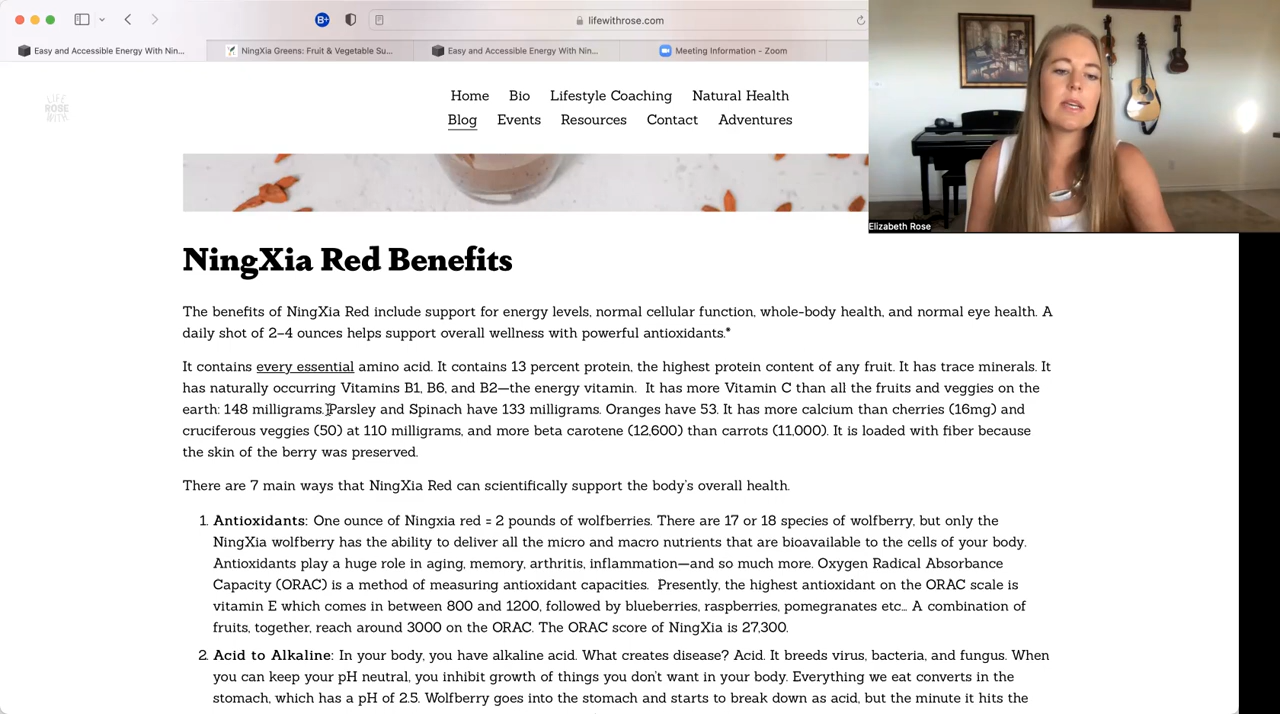 lifewithrose.com
Easy and Accessible Energy With Nin...
NingXia Greens: Fruit & Vegetable Su...
Easy and Accessible Energy With Nin...
Meeting Information - Zoom
B+
LIFE
ROSE
WITH
Home Bio Lifestyle Coaching Natural Health
Blog Events Resources Contact Adventures
Elizabeth Rose
NingXia Red Benefits
The benefits of NingXia Red include support for energy levels, normal cellular function, whole-body health, and normal eye health. A
daily shot of 2–4 ounces helps support overall wellness with powerful antioxidants.*
It contains every essential amino acid. It contains 13 percent protein, the highest protein content of any fruit. It has trace minerals. It
has naturally occurring Vitamins B1, B6, and B2—the energy vitamin.  It has more Vitamin C than all the fruits and veggies on the
earth: 148 milligrams. Parsley and Spinach have 133 milligrams. Oranges have 53. It has more calcium than cherries (16mg) and
cruciferous veggies (50) at 110 milligrams, and more beta carotene (12,600) than carrots (11,000). It is loaded with fiber because
the skin of the berry was preserved.
There are 7 main ways that NingXia Red can scientifically support the body's overall health.
1. Antioxidants: One ounce of Ningxia red = 2 pounds of wolfberries. There are 17 or 18 species of wolfberry, but only the
NingXia wolfberry has the ability to deliver all the micro and macro nutrients that are bioavailable to the cells of your body.
Antioxidants play a huge role in aging, memory, arthritis, inflammation—and so much more. Oxygen Radical Absorbance
Capacity (ORAC) is a method of measuring antioxidant capacities.  Presently, the highest antioxidant on the ORAC scale is
vitamin E which comes in between 800 and 1200, followed by blueberries, raspberries, pomegranates etc... A combination of
fruits, together, reach around 3000 on the ORAC. The ORAC score of NingXia is 27,300.
2. Acid to Alkaline: In your body, you have alkaline acid. What creates disease? Acid. It breeds virus, bacteria, and fungus. When
you can keep your pH neutral, you inhibit growth of things you don't want in your body. Everything we eat converts in the
stomach, which has a pH of 2.5. Wolfberry goes into the stomach and starts to break down as acid, but the minute it hits the